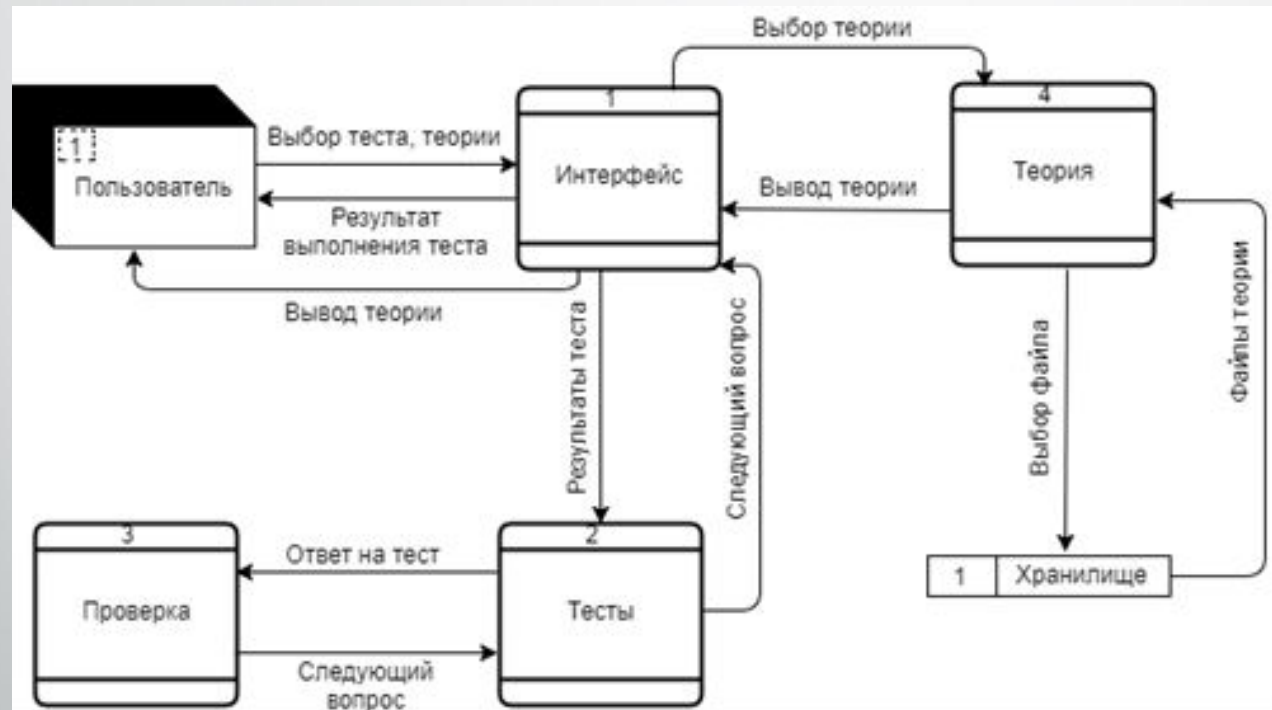 Выбор теории
1
4
1
Пользователь
Выбор теста, теории
Интерфейс
Теория
Результат
выполнения теста
Вывод теории
Вывод теории
Результаты теста
Следующий вопрос
Выбор файла
Файлы теории
3
2
Ответ на тест
1
Хранилище
Проверка
Тесты
Следующий
вопрос